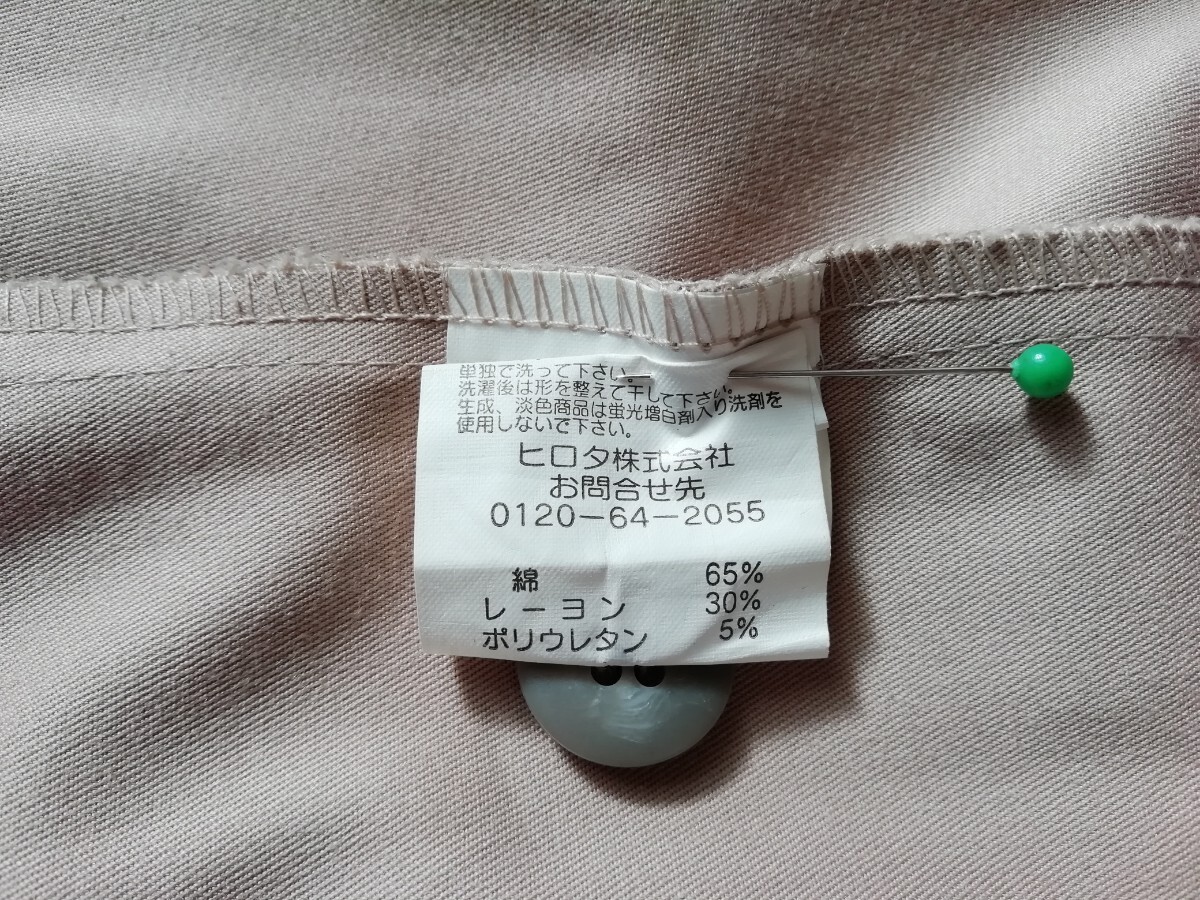 単独で洗って下さい。
洗濯後は形を整えて干して下さい。
生成、淡色商品は蛍光増白剤入り洗剤を
使用しないで下さい。
ヒロタ株式会社
お問合せ先
0120-64-2055
綿 65%
レーヨン 30%
ポリウレタン 5%